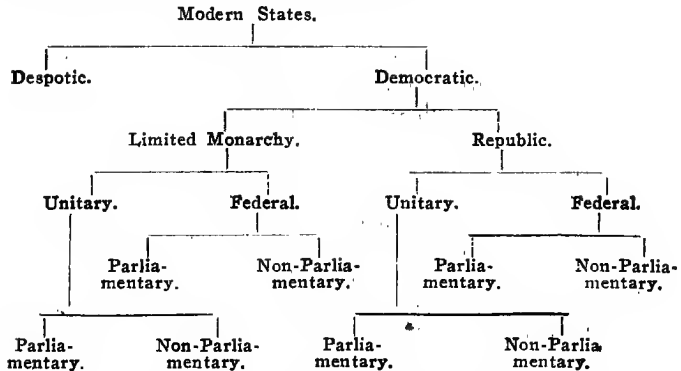 Modern States.
Despotic. Democratic.
Limited Monarchy. Republic.
Unitary. Federal. Unitary. Federal.
Parlia- Non-Parlia- Parlia- Non-Parlia-
mentary. mentary. mentary. mentary.
Parlia- Non-Parlia- Parlia- Non-Parlia-
mentary. mentary. mentary. mentary.